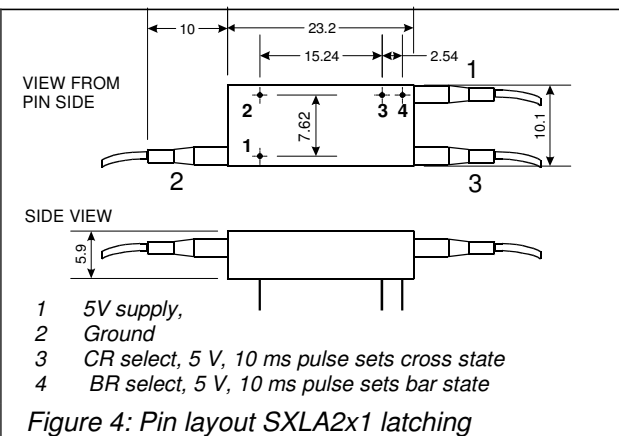 10
23.2
15.24
2.54
VIEW FROM
PIN SIDE
1
2
3 4
7.62
10.1
1
2
3
SIDE VIEW
5.9
1 5V supply,
2 Ground
3 CR select, 5 V, 10 ms pulse sets cross state
4 BR select, 5 V, 10 ms pulse sets bar state
Figure 4: Pin layout SXLA2x1 latching